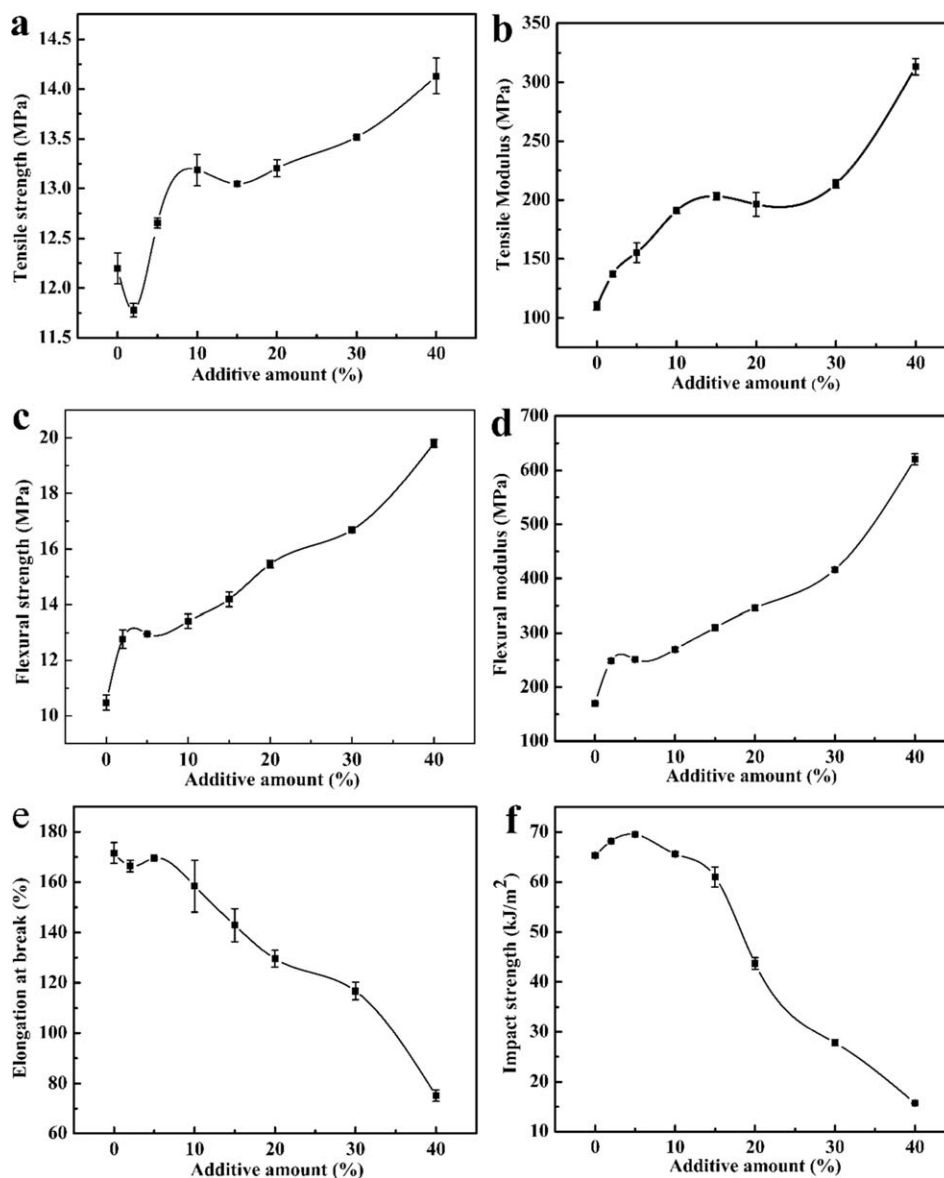 a
Tensile strength (MPa)
14.5
14.0
13.5
13.0
12.5
12.0
11.5
0 10 20 30 40
Additive amount (%)
b
Tensile Modulus (MPa)
350
300
250
200
150
100
0 10 20 30 40
Additive amount (%)
c
Flexural strength (MPa)
20
18
16
14
12
10
0 10 20 30 40
Additive amount (%)
d
Flexural modulus (MPa)
700
600
500
400
300
200
100
0 10 20 30 40
Additive amount (%)
e
Elongation at break (%)
180
160
140
120
100
80
60
0 10 20 30 40
Additive amount (%)
f
Impact strength (kJ/m²)
70
60
50
40
30
20
10
0 10 20 30 40
Additive amount (%)